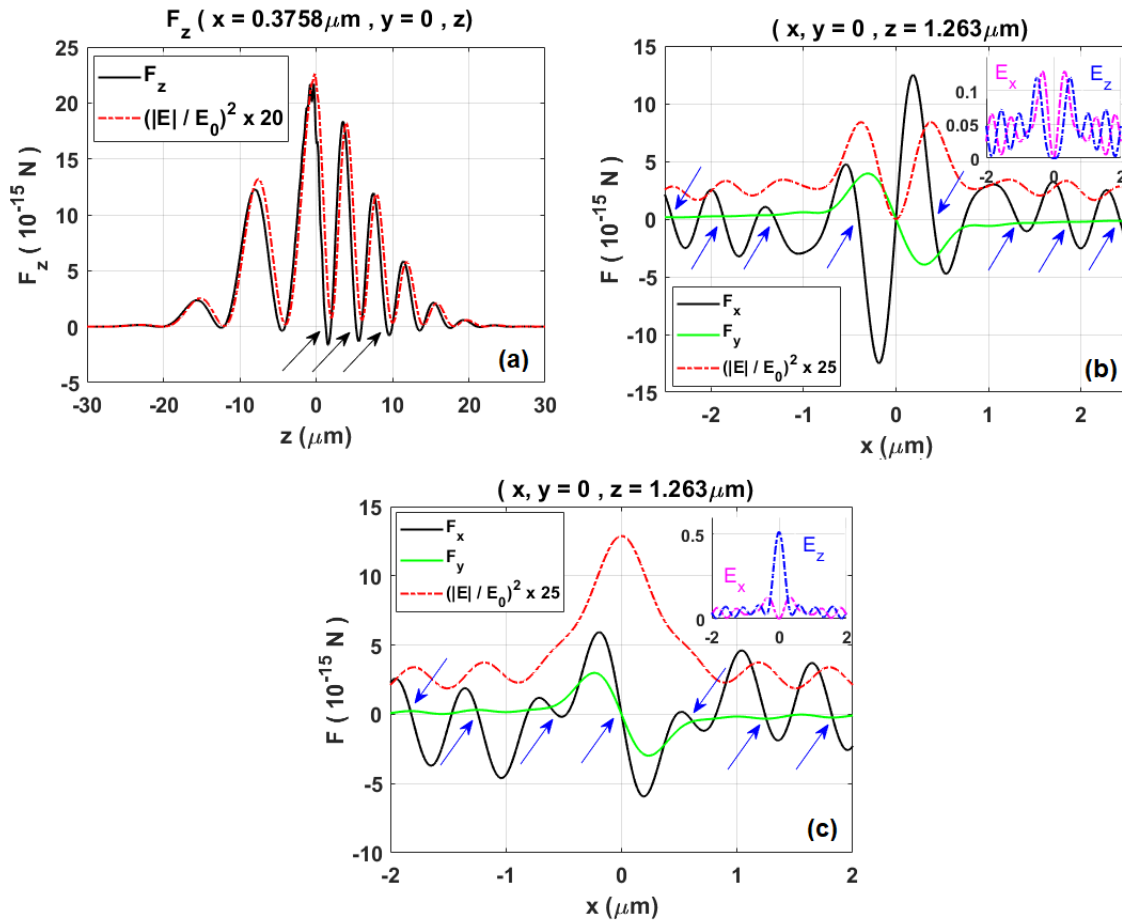 F_z ( x = 0.3758μm , y = 0 , z)
25
20
15
10
5
0
-5
F_z ( 10^-15 N )
-30 -20 -10 0 10 20 30
z (μm)
F_z
(|E| / E_0)^2 x 20
(a)
( x, y = 0 , z = 1.263μm)
15
10
5
0
-5
-10
-15
F ( 10^-15 N )
-2 -1 0 1 2
x (μm)
F_x
F_y
(|E| / E_0)^2 x 25
E_x E_z
0.1
0.05
0
-2 0 2
(b)
( x, y = 0 , z = 1.263μm)
15
10
5
0
-5
-10
F ( 10^-15 N )
-2 -1 0 1 2
x (μm)
F_x
F_y
(|E| / E_0)^2 x 25
0.5
0
E_x E_z
-2 0 2
(c)